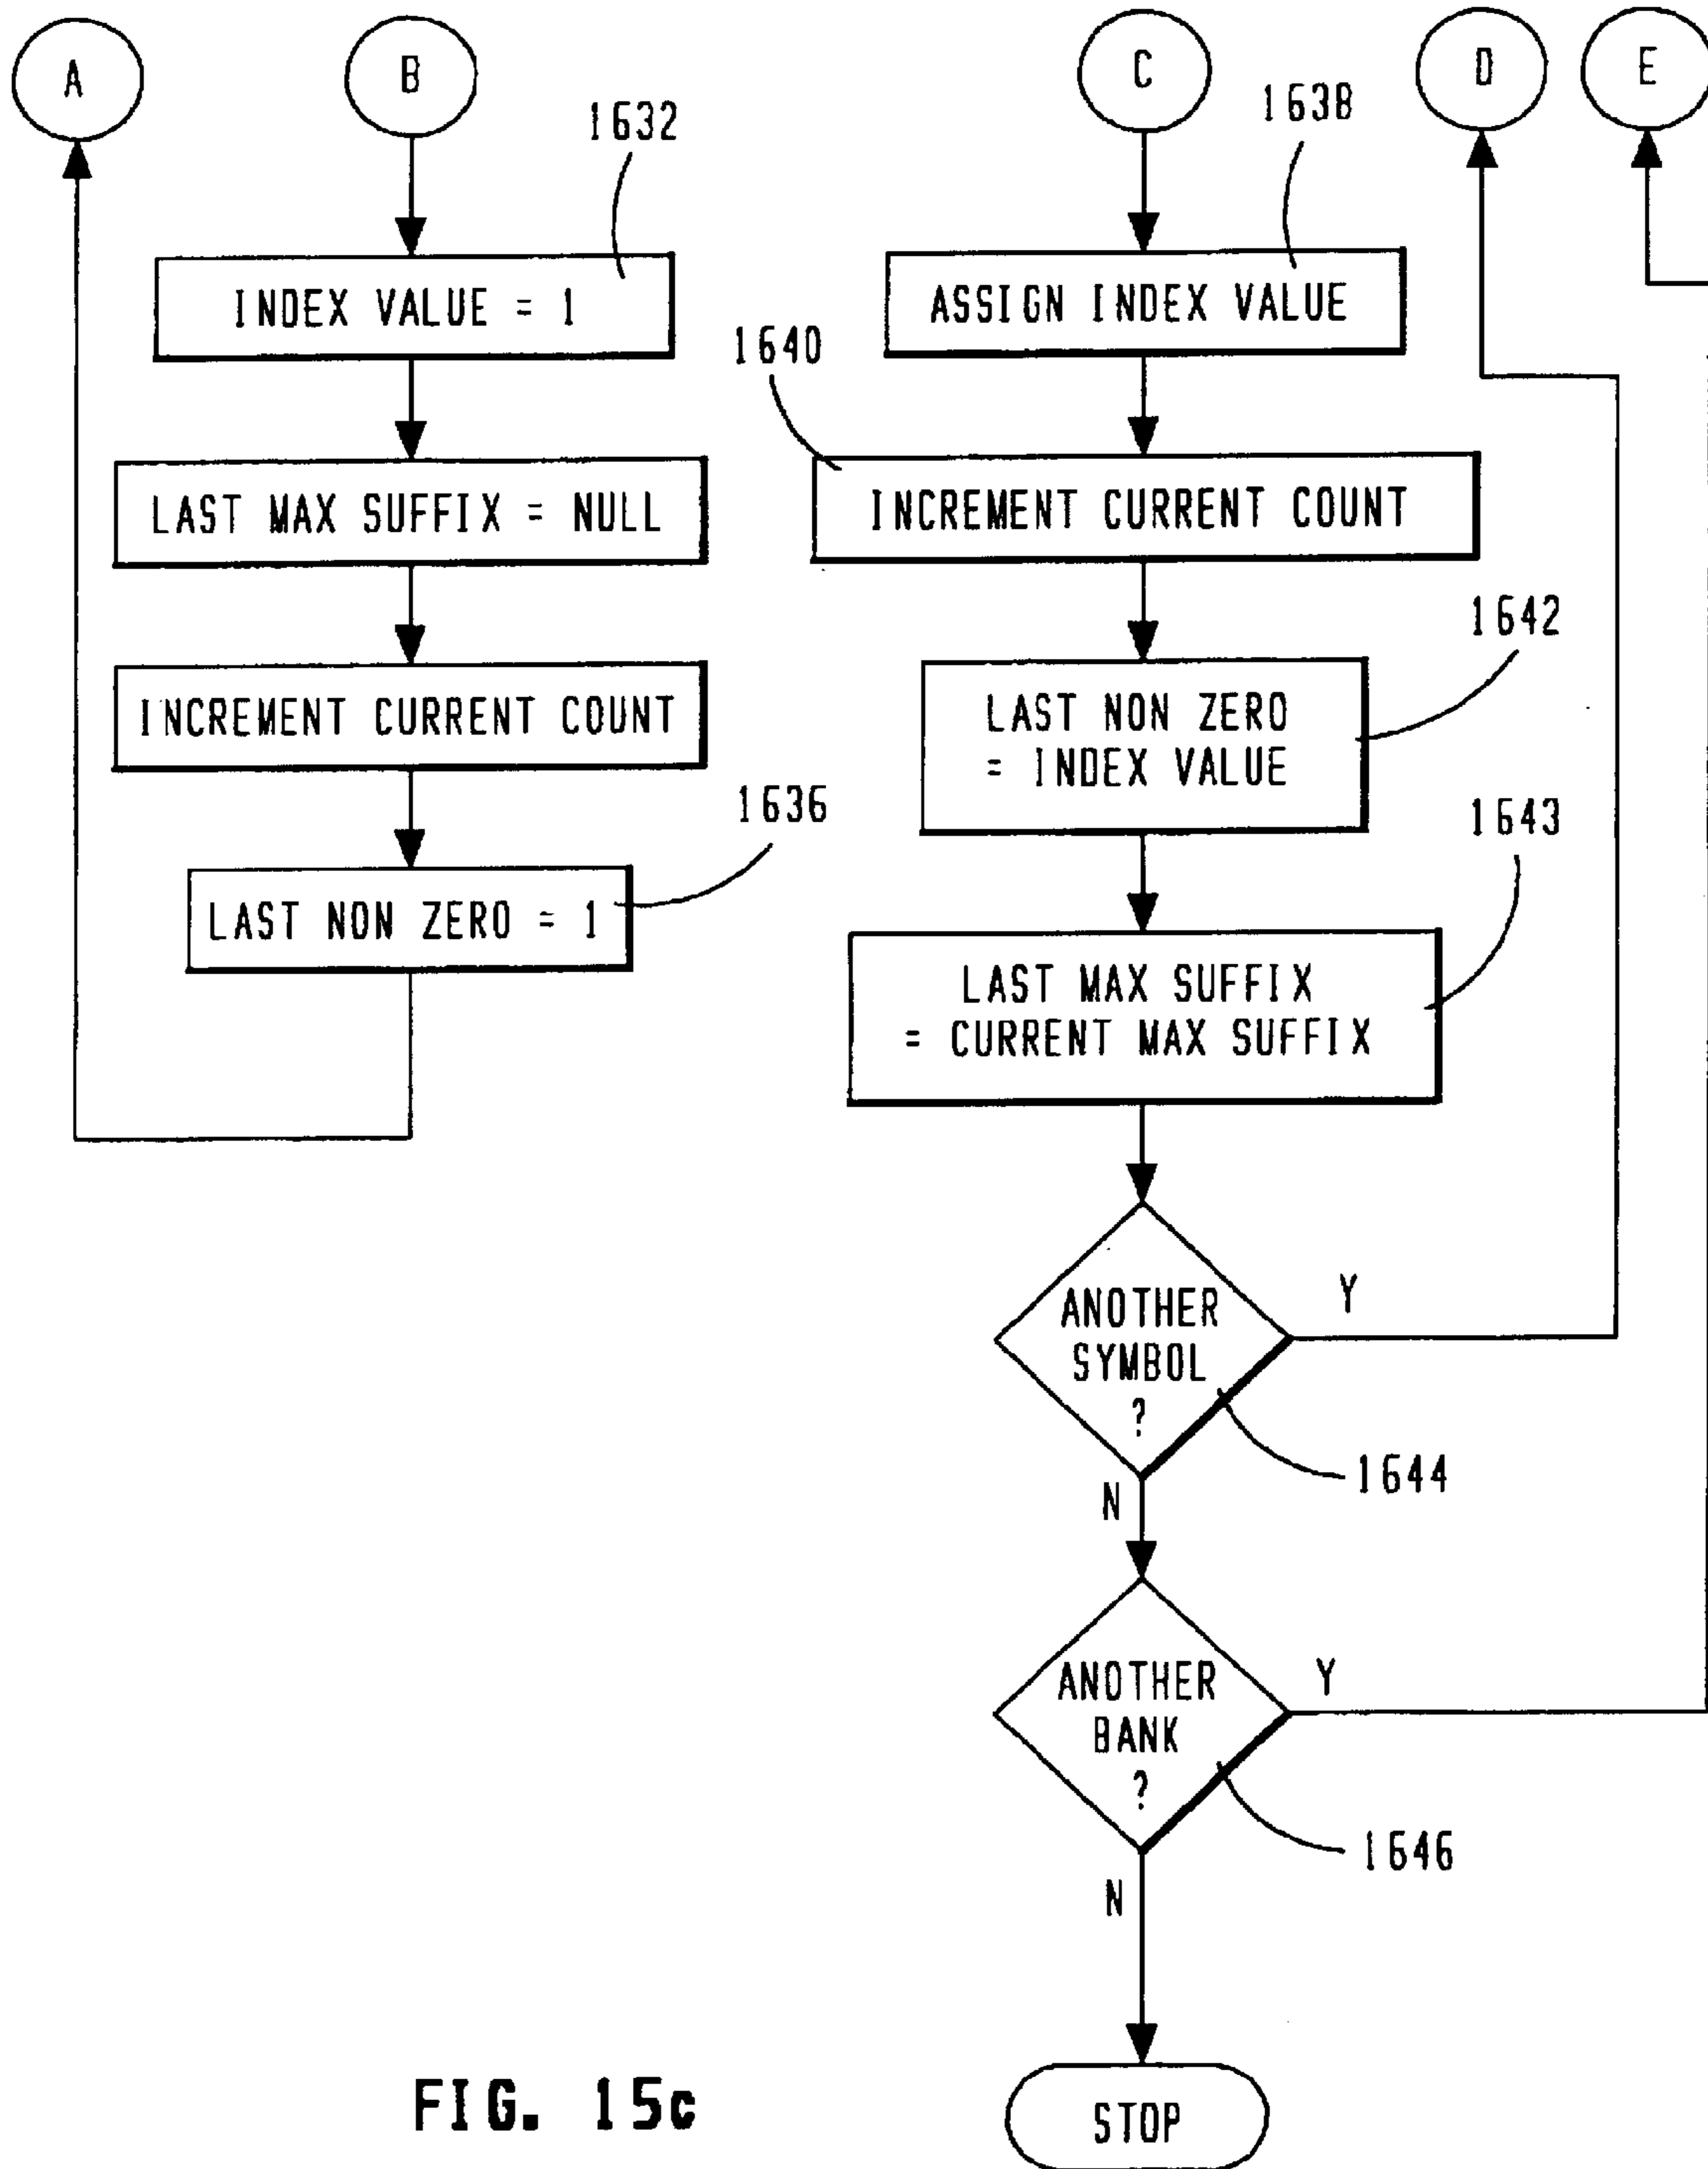 A
B
C
D
E
1632
1638
INDEX VALUE = 1
ASSIGN INDEX VALUE
1640
LAST MAX SUFFIX = NULL
INCREMENT CURRENT COUNT
1642
INCREMENT CURRENT COUNT
LAST NON ZERO
= INDEX VALUE
1636
1643
LAST NON ZERO = 1
LAST MAX SUFFIX
= CURRENT MAX SUFFIX
ANOTHER
SYMBOL
?
Y
1644
N
ANOTHER
BANK
?
Y
1646
N
STOP
FIG. 15c